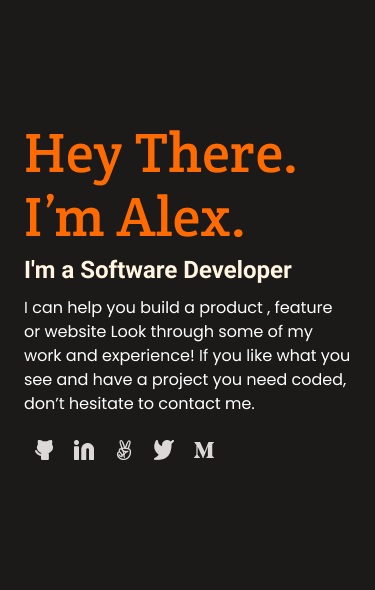 Hey There.
I’m Alex.
I'm a Software Developer
I can help you build a product , feature
or website Look through some of my
work and experience! If you like what you
see and have a project you need coded,
don’t hesitate to contact me.